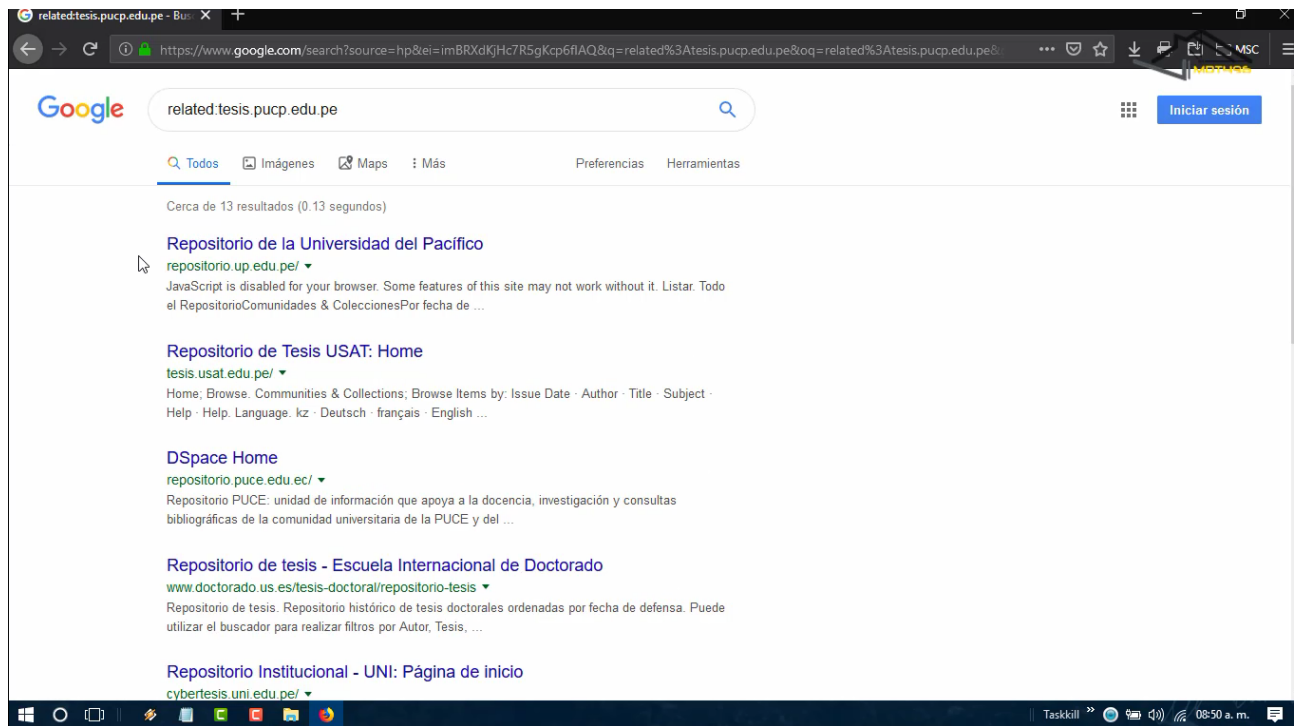 related:tesis.pucp.edu.pe - Bus
https://www.google.com/search?source=hp&ei=imBRXdKjHc7R5gKcp6fIAQ&q=related%3Atesis.pucp.edu.pe&oq=related%3Atesis.pucp.edu.pe&
MSC
MOTHOS
Google
related:tesis.pucp.edu.pe
Iniciar sesión
Todos Imágenes Maps Más Preferencias Herramientas
Cerca de 13 resultados (0.13 segundos)
Repositorio de la Universidad del Pacífico
repositorio.up.edu.pe/
JavaScript is disabled for your browser. Some features of this site may not work without it. Listar. Todo
el RepositorioComunidades & ColeccionesPor fecha de ...
Repositorio de Tesis USAT: Home
tesis.usat.edu.pe/
Home; Browse. Communities & Collections; Browse Items by: Issue Date · Author · Title · Subject ·
Help · Help. Language. kz · Deutsch · français · English ...
DSpace Home
repositorio.puce.edu.ec/
Repositorio PUCE: unidad de información que apoya a la docencia, investigación y consultas
bibliográficas de la comunidad universitaria de la PUCE y del ...
Repositorio de tesis - Escuela Internacional de Doctorado
www.doctorado.us.es/tesis-doctoral/repositorio-tesis
Repositorio de tesis. Repositorio histórico de tesis doctorales ordenadas por fecha de defensa. Puede
utilizar el buscador para realizar filtros por Autor, Tesis, ...
Repositorio Institucional - UNI: Página de inicio
cybertesis.uni.edu.pe/
Taskkill 08:50 a. m.